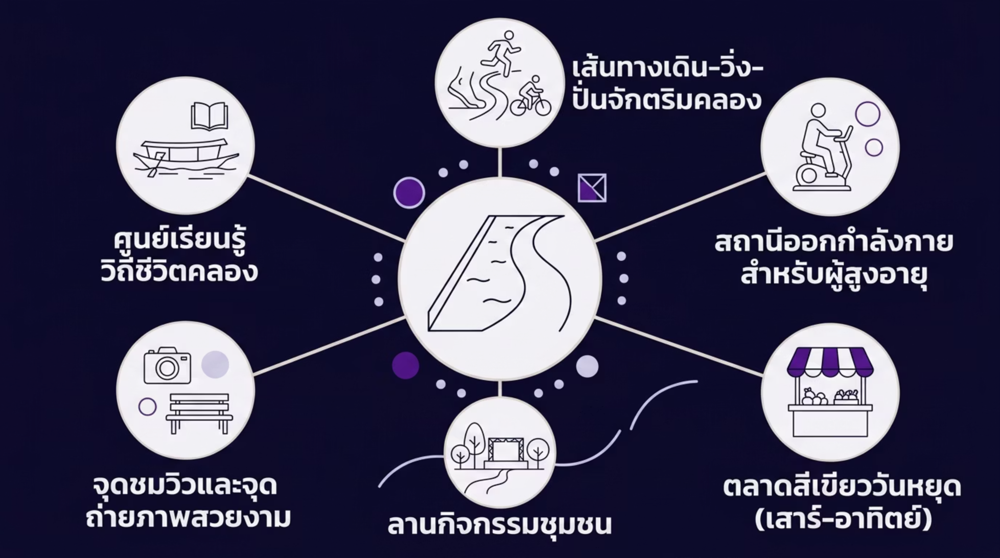 เส้นทางเดิน-วิ่ง-
ปั่นจักตริมคลอง
ศูนย์เรียนรู้
วิถีชีวิตคลอง
สถานีออกกำลังกาย
สำหรับผู้สูงอายุ
จุดชมวิวและจุด
ถ่ายภาพสวยงาม
ลานกิจกรรมชุมชน
ตลาดสีเขียววันหยุด
(เสาร์-อาทิตย์)